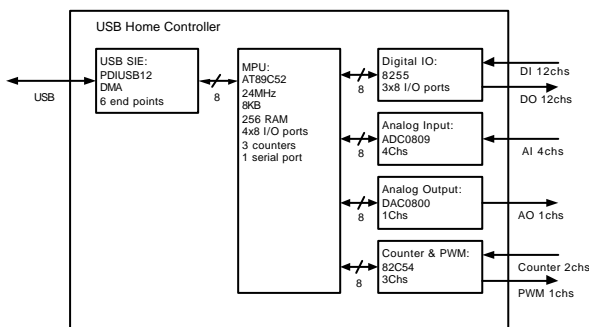 USB Home Controller
USB SIE:
PDIUSB12
DMA
6 end points
USB
8
MPU:
AT89C52
24MHz
8KB
256 RAM
4x8 I/O ports
3 counters
1 serial port
8
Digital IO:
8255
3x8 I/O ports
DI 12chs
DO 12chs
8
Analog Input:
ADC0809
4Chs
AI 4chs
8
Analog Output:
DAC0800
1Chs
AO 1chs
8
Counter & PWM:
82C54
3Chs
Counter 2chs
PWM 1chs